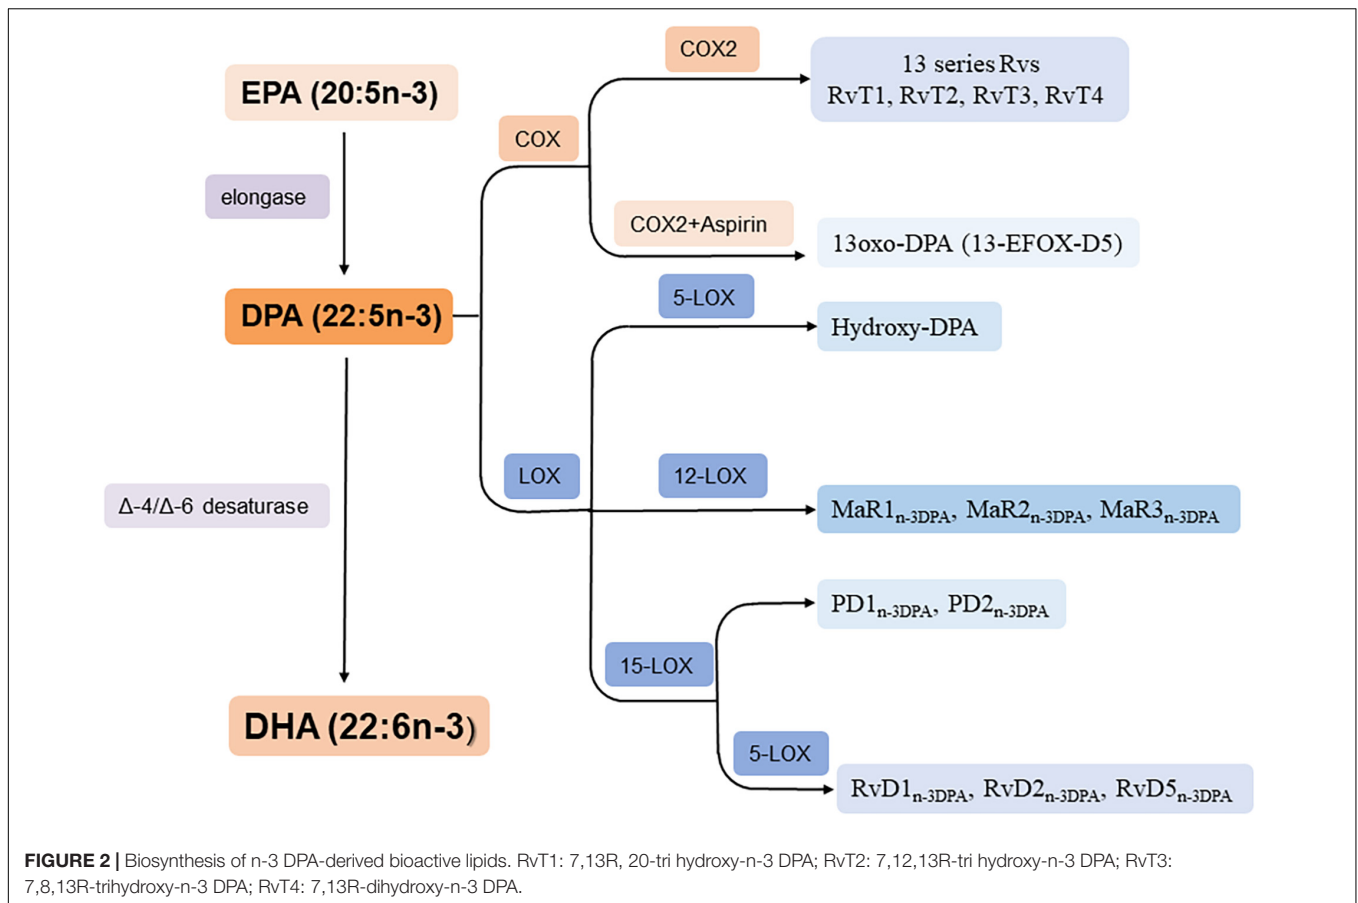 COX2
13 series Rvs
EPA (20:5n-3)
RvT1, RvT2, RvT3, RvT4
COX
elongase
COX2+Aspirin
13oxo-DPA (13-EFOX-D5)
5-LOX
DPA (22:5n-3)
Hydroxy-DPA
LOX
12-LOX
Δ-4/Δ-6 desaturase
MaR1n-3DPA, MaR2n-3DPA, MaR3n-3DPA
PD1n-3DPA, PD2n-3DPA
15-LOX
DHA (22:6n-3)
5-LOX
RvD1n-3DPA, RvD2n-3DPA, RvD5n-3DPA
FIGURE 2 | Biosynthesis of n-3 DPA-derived bioactive lipids. RvT1: 7,13R, 20-tri hydroxy-n-3 DPA; RvT2: 7,12,13R-tri hydroxy-n-3 DPA; RvT3:
7,8,13R-trihydroxy-n-3 DPA; RvT4: 7,13R-dihydroxy-n-3 DPA.